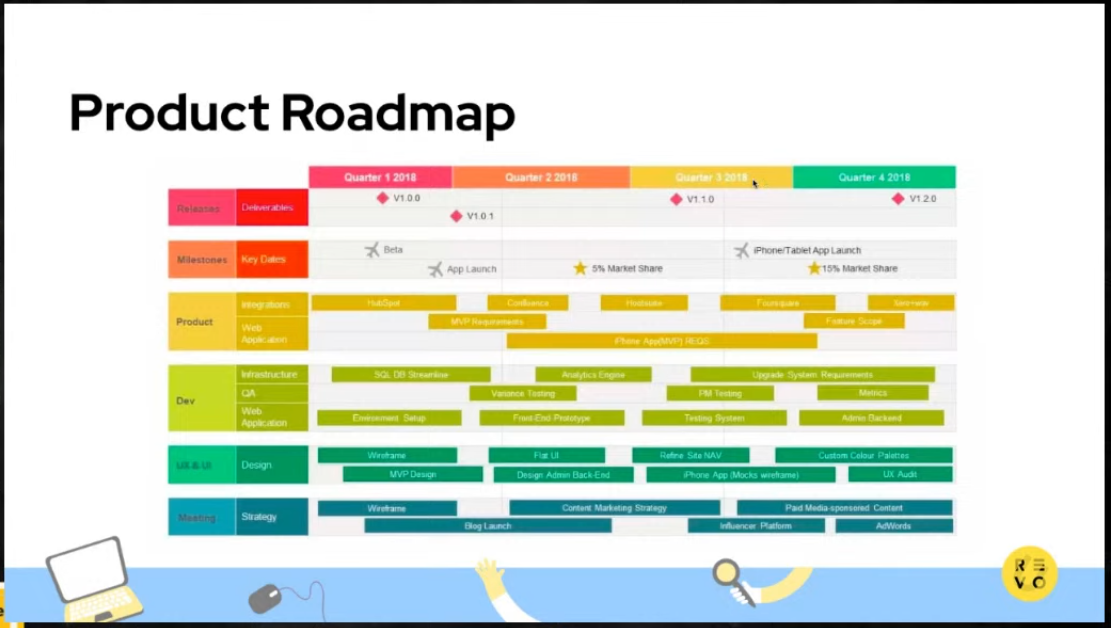 Product Roadmap
Quarter 1 2018 Quarter 2 2018 Quarter 3 2018 Quarter 4 2018
Releases Deliverables V1.0.0 V1.1.0 V1.2.0
V1.0.1
Milestones Key Dates Beta iPhone/Tablet App Launch
App Launch 5% Market Share 15% Market Share
Product Integrations HubSpot Confluence Hootsuite Foursquare
Web Application MVP Requirements Feature Scope
iPhone App(MVP) REQS
Dev Infrastructure SQL DB Streamline Analytics Engine Upgrade System Requirements
QA Variance Testing PM Testing Metrics
Web Application Environment Setup Front-End-Prototype Testing System Admin Backend
UX & UI Design Wireframe Flat UI Refine Site NAV Custom Colour Palettes
MVP Design Design Admin Back-End iPhone App (Mocks wireframe) UX Audit
Meeting Strategy Wireframe Content Marketing Strategy Paid Media-sponsored Content
Blog Launch Influencer Platform AdWords
RE
VO